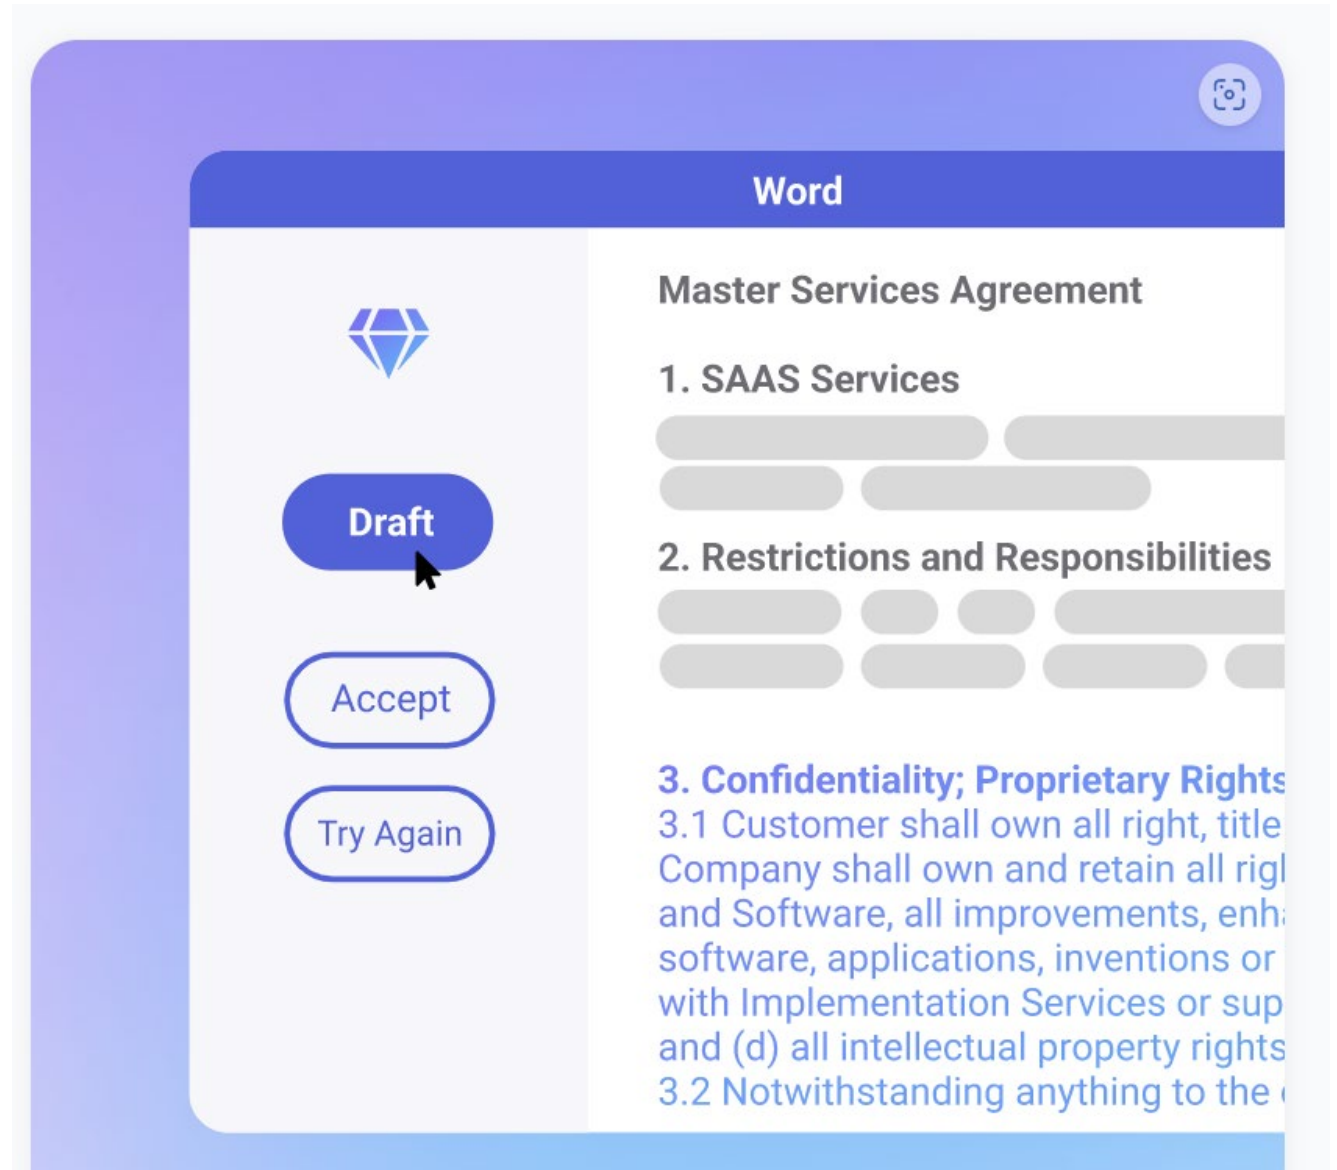 Word
Master Services Agreement
1. SAAS Services
2. Restrictions and Responsibilities
Draft
Accept
Try Again
3. Confidentiality; Proprietary Rights
3.1 Customer shall own all right, title
Company shall own and retain all
and Software, all improvements,
software, applications, inventions or
with Implementation Services or
and (d) all intellectual property rights
3.2 Notwithstanding anything to the